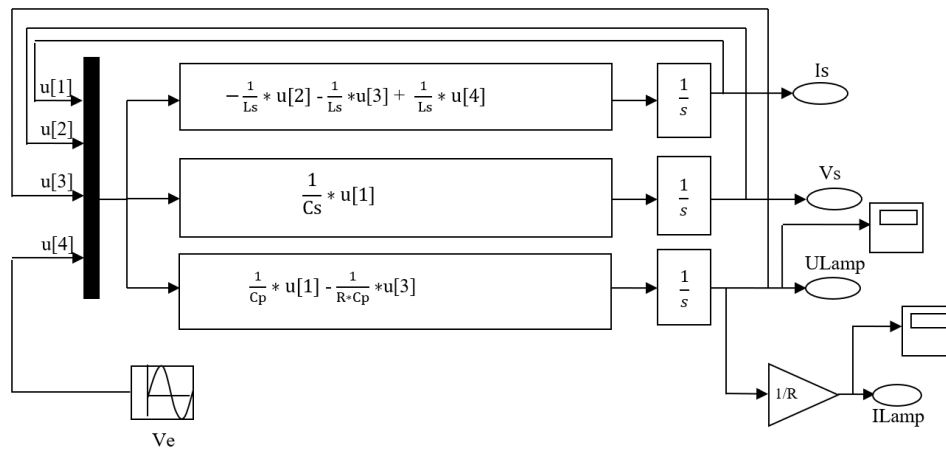 Is
u[1]
−1/Ls * u[2] - 1/Ls *u[3] + 1/Ls * u[4]
1/s
u[2]
Vs
u[3]
1/Cs * u[1]
1/s
u[4]
ULamp
1/Cp * u[1] - 1/R*Cp *u[3]
1/s
1/R
ILamp
Ve